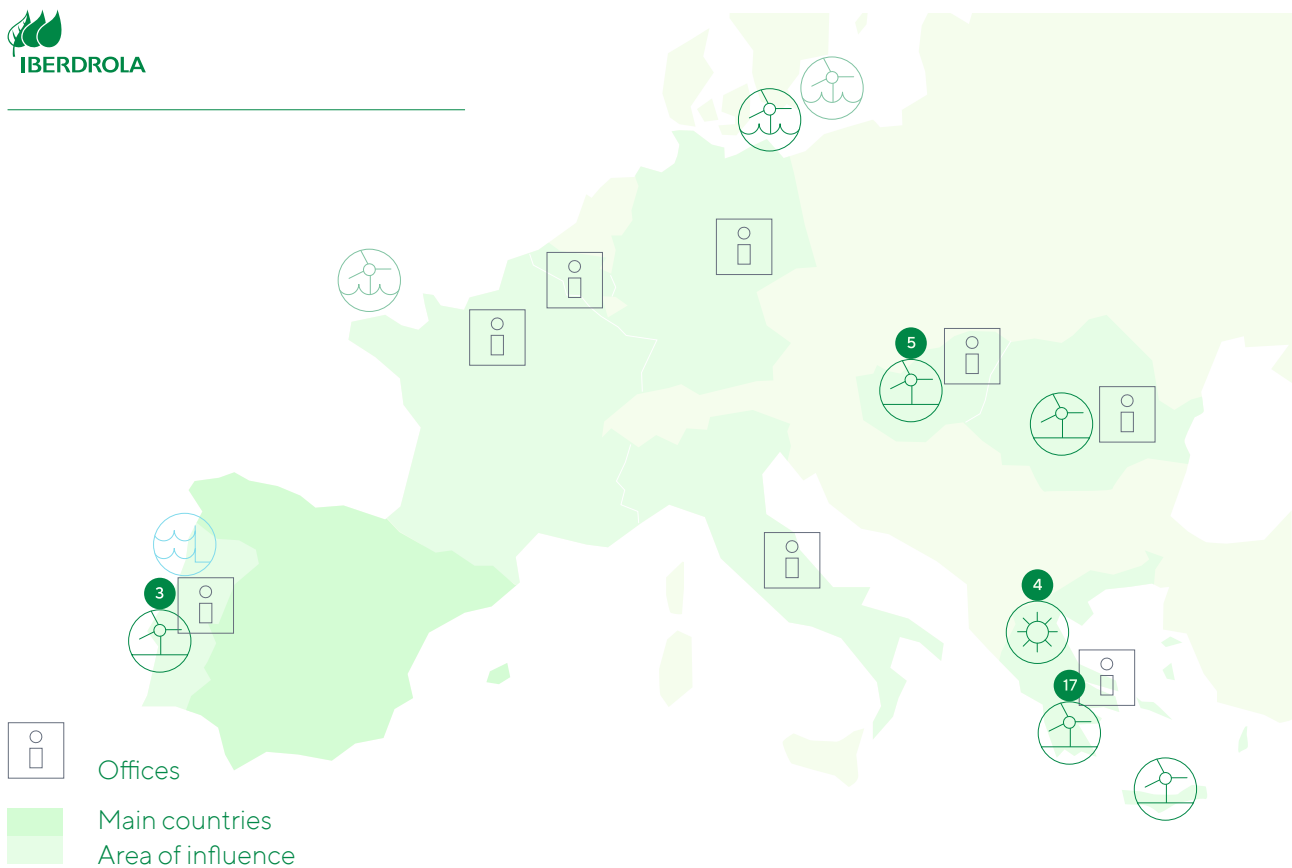 IBERDROLA
5
3
4
17
Offices
Main countries
Area of influence